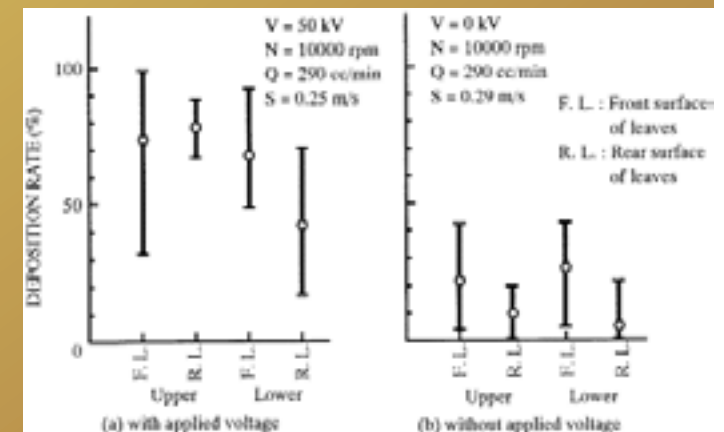 V = 50 kV
N = 10000 rpm
Q = 290 cc/min
S = 0.25 m/s
V = 0 kV
N = 10000 rpm
Q = 290 cc/min
S = 0.29 m/s
F. L. : Front surface
of leaves
R. L. : Rear surface
of leaves
DEPOSITION RATE (%)
100
50
0
F. L.
R. L.
F. L.
R. L.
Upper
Lower
(a) with applied voltage
F. L.
R. L.
F. L.
R. L.
Upper
Lower
(b) without applied voltage